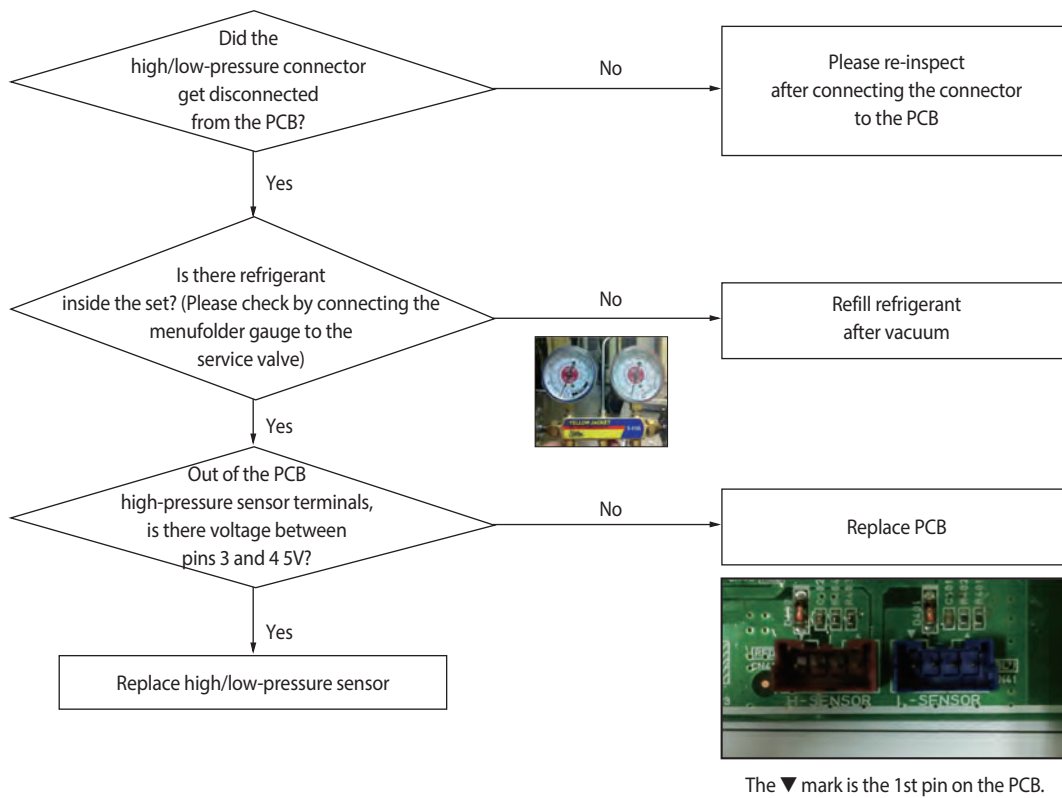 Did the
high/low-pressure connector
get disconnected
from the PCB?
No
Please re-inspect
after connecting the connector
to the PCB
Yes
Is there refrigerant
inside the set? (Please check by connecting the
menufolder gauge to the
service valve)
No
Refill refrigerant
after vacuum
YELLOW JACKET
Yes
Out of the PCB
high-pressure sensor terminals,
is there voltage between
pins 3 and 4 5V?
No
Replace PCB
Yes
Replace high/low-pressure sensor
H-SENSOR
L-SENSOR
The ▼ mark is the 1st pin on the PCB.